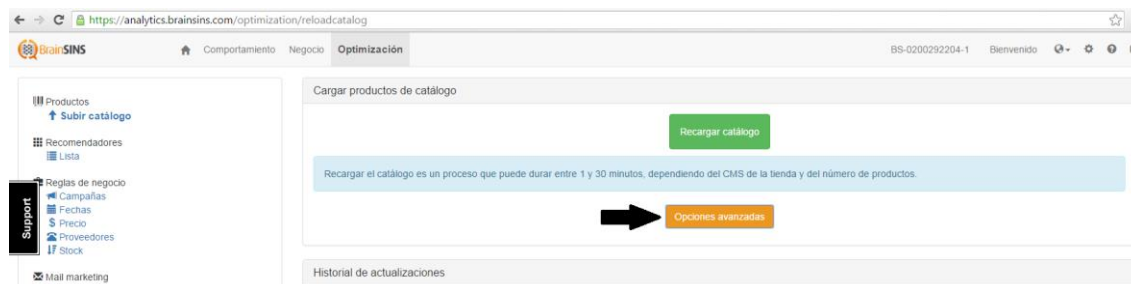 https://analytics.brainsins.com/optimization/reloadcatalog
BrainSINS Comportamiento Negocio Optimización BS-0200292204-1 Bienvenido
Productos
Subir catálogo
Recomendadores
Lista
Reglas de negocio
Campañas
Fechas
$ Precio
Proveedores
Stock
Mail marketing
Support
Cargar productos de catálogo
Recargar catálogo
Recargar el catálogo es un proceso que puede durar entre 1 y 30 minutos, dependiendo del CMS de la tienda y del número de productos.
Opciones avanzadas
Historial de actualizaciones